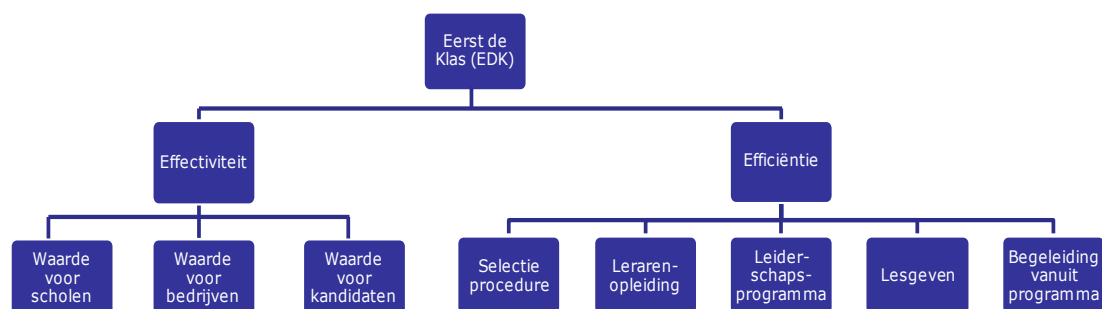 Eerst de
Klas (EDK)
Effectiviteit
Efficiëntie
Waarde
voor
scholen
Waarde
voor
bedrijven
Waarde
voor
kandidaten
Selectie
procedure
Leraren-
opleiding
Leider-
schaps-
programma
Lesgeven
Begeleiding
vanuit
programma